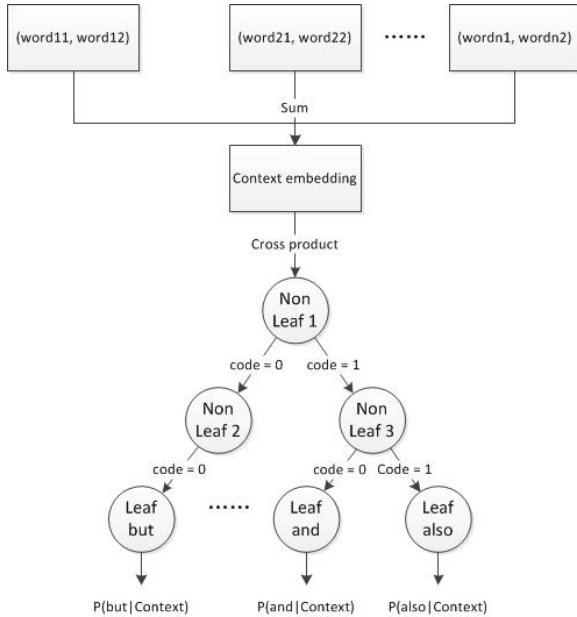 (word11, word12)
(word21, word22)
……
(wordn1, wordn2)
Sum
Context embedding
Cross product
Non
Leaf 1
code = 0
code = 1
Non
Leaf 2
Non
Leaf 3
code = 0
code = 0
Code = 1
Leaf
but
……
Leaf
and
Leaf
also
P(but|Context)
P(and|Context)
P(also|Context)